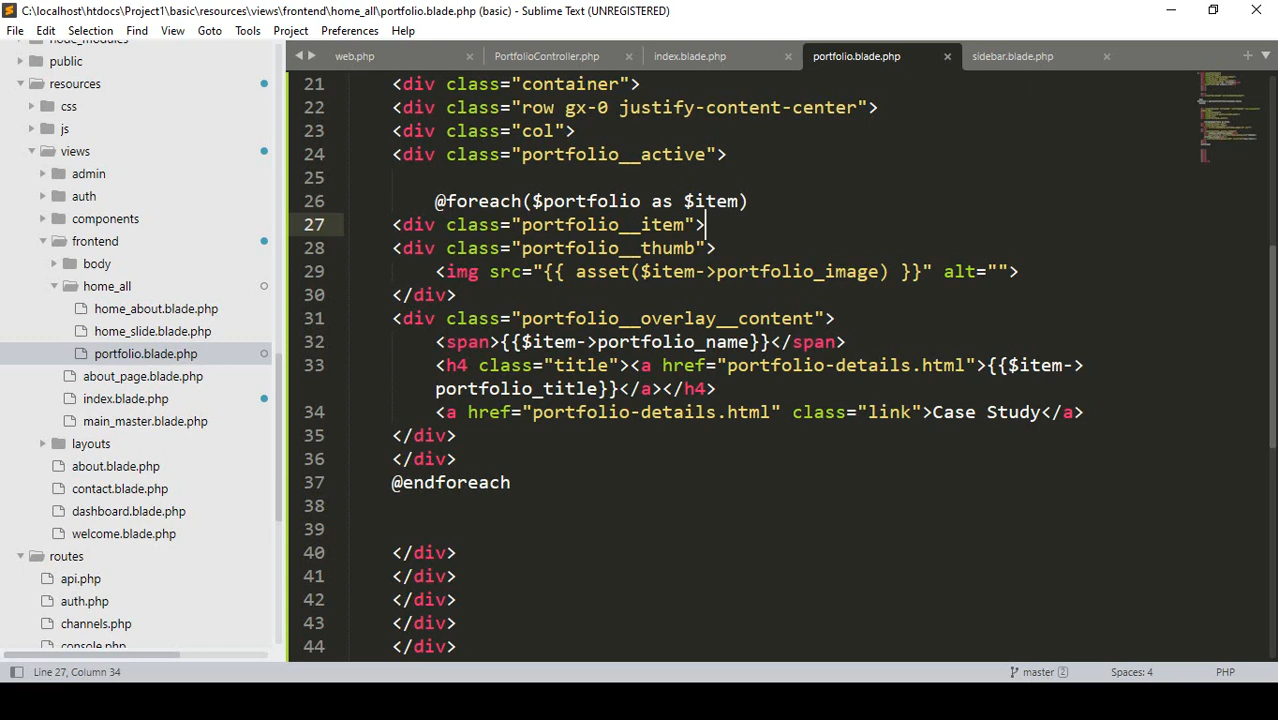 C:\localhost\htdocs\Project1\basic\resources\views\frontend\home_all\portfolio.blade.php (basic) - Sublime Text (UNREGISTERED)
File Edit Selection Find View Goto Tools Project Preferences Help
web.php PortfolioController.php index.blade.php portfolio.blade.php sidebar.blade.php
node_modules
public
resources
css
js
views
admin
auth
components
frontend
body
home_all
home_about.blade.php
home_slide.blade.php
portfolio.blade.php
about_page.blade.php
index.blade.php
main_master.blade.php
layouts
about.blade.php
contact.blade.php
dashboard.blade.php
welcome.blade.php
routes
api.php
auth.php
channels.php
console.php
21 <div class="container">
22 <div class="row gx-0 justify-content-center">
23 <div class="col">
24 <div class="portfolio__active">
25
26 @foreach($portfolio as $item)
27 <div class="portfolio__item">
28 <div class="portfolio__thumb">
29 <img src="{{ asset($item->portfolio_image) }}" alt="">
30 </div>
31 <div class="portfolio__overlay__content">
32 <span>{{$item->portfolio_name}}</span>
33 <h4 class="title"><a href="portfolio-details.html">{{$item->
portfolio_title}}</a></h4>
34 <a href="portfolio-details.html" class="link">Case Study</a>
35 </div>
36 </div>
37 @endforeach
38
39
40 </div>
41 </div>
42 </div>
43 </div>
44 </div>
Line 27, Column 34 master 2 Spaces: 4 PHP